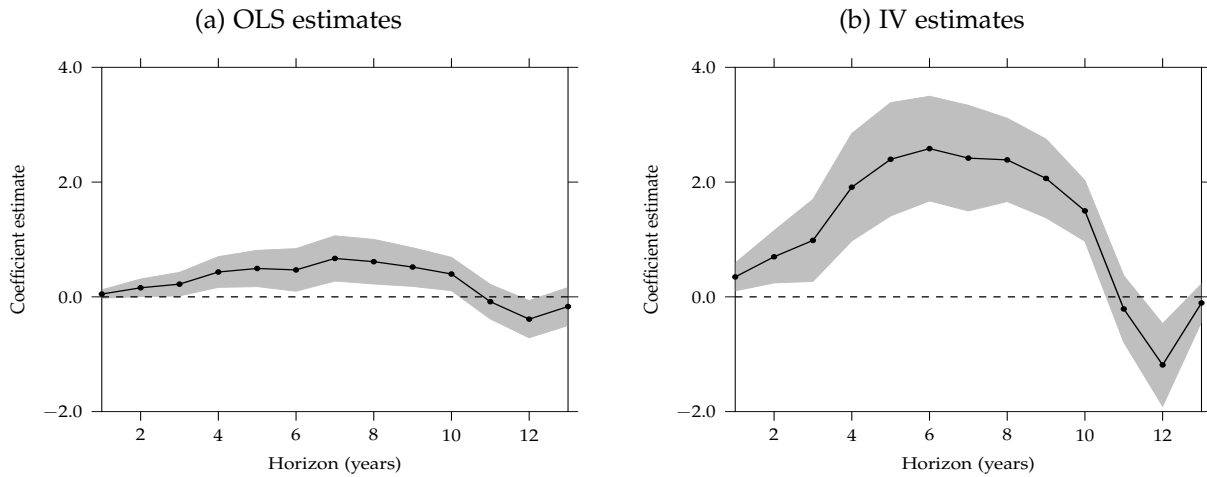 (a) OLS estimates
4.0
2.0
0.0
−2.0
Coefficient estimate
2 4 6 8 10 12
Horizon (years)
(b) IV estimates
4.0
2.0
0.0
−2.0
Coefficient estimate
2 4 6 8 10 12
Horizon (years)